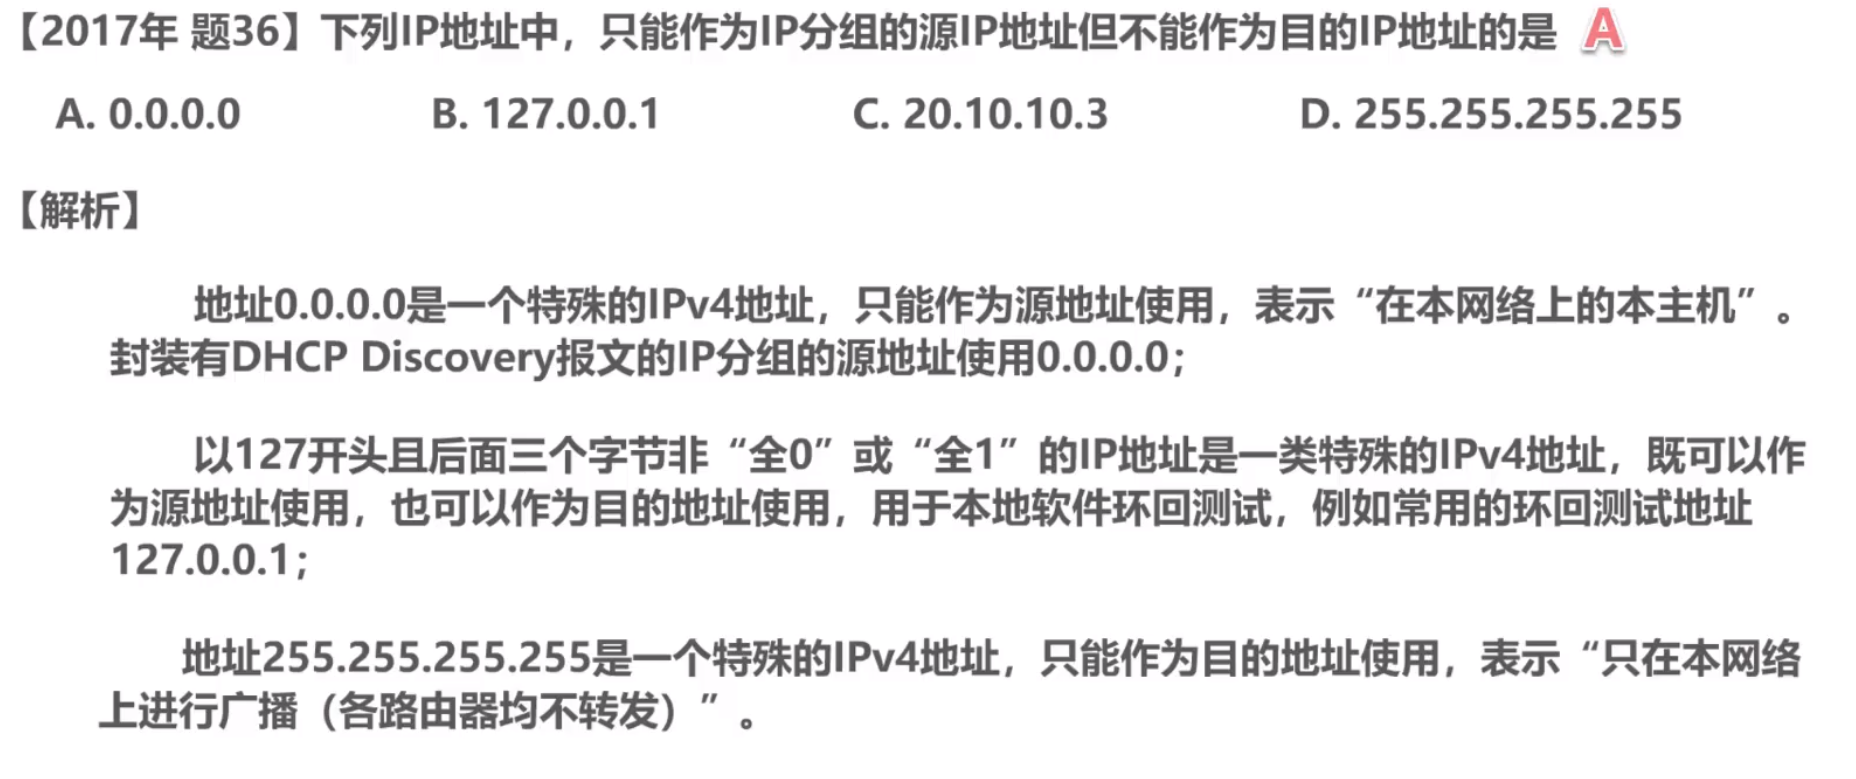 【2017年 题36】下列IP地址中，只能作为IP分组的源IP地址但不能作为目的IP地址的是 A
A. 0.0.0.0 B. 127.0.0.1 C. 20.10.10.3 D. 255.255.255.255
【解析】
地址0.0.0.0是一个特殊的IPv4地址，只能作为源地址使用，表示“在本网络上的本主机”。
封装有DHCP Discovery报文的IP分组的源地址使用0.0.0.0；
以127开头且后面三个字节非“全0”或“全1”的IP地址是一类特殊的IPv4地址，既可以作
为源地址使用，也可以作为目的地址使用，用于本地软件环回测试，例如常用的环回测试地址
127.0.0.1；
地址255.255.255.255是一个特殊的IPv4地址，只能作为目的地址使用，表示“只在本网络
上进行广播（各路由器均不转发）”。